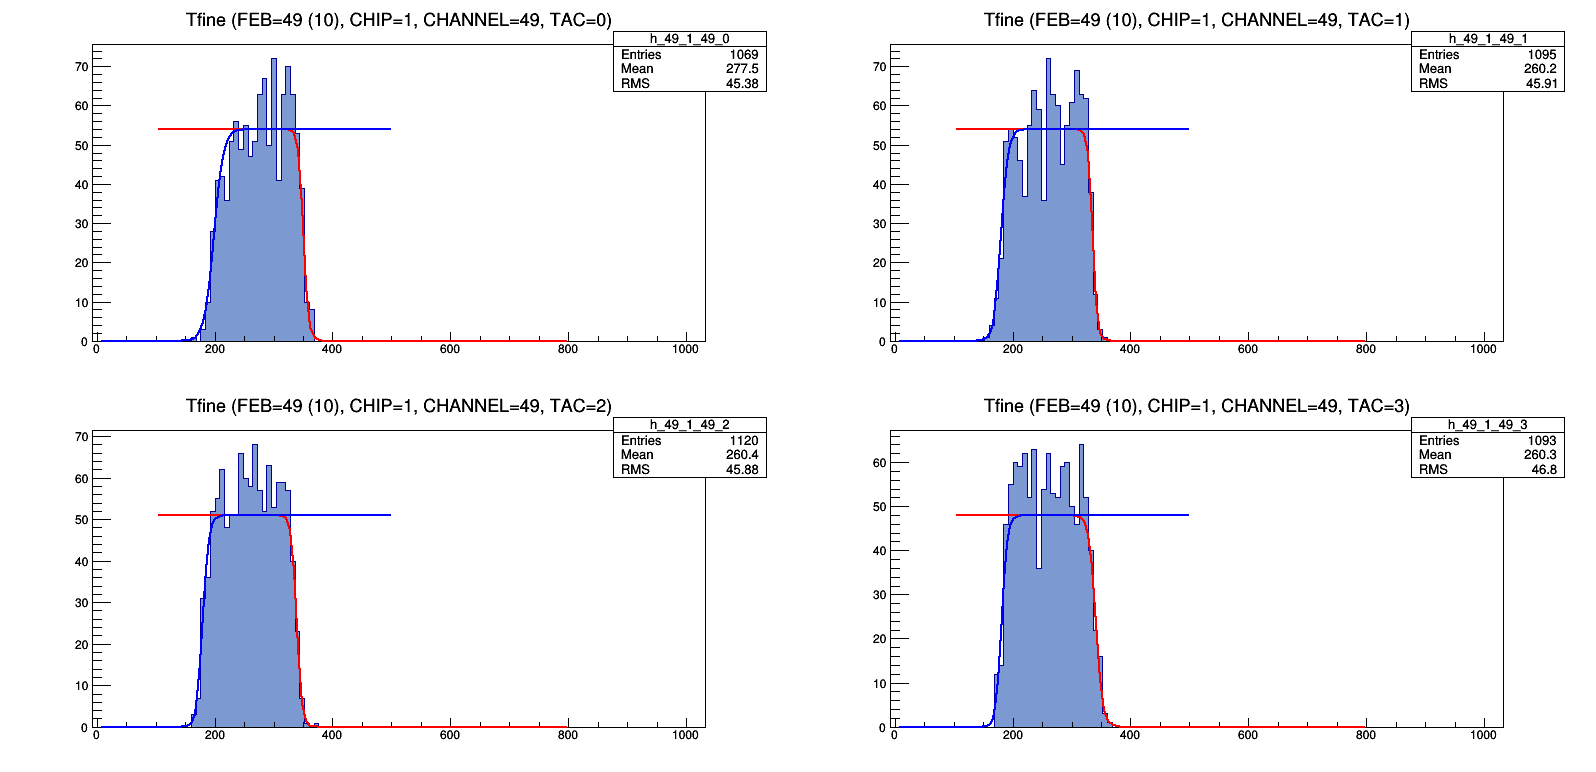 Tfine (FEB=49 (10), CHIP=1, CHANNEL=49, TAC=0)
h_49_1_49_0
Entries 1069
Mean 277.5
RMS 45.38
70
60
50
40
30
20
10
0
0 200 400 600 800 1000
Tfine (FEB=49 (10), CHIP=1, CHANNEL=49, TAC=1)
h_49_1_49_1
Entries 1095
Mean 260.2
RMS 45.91
70
60
50
40
30
20
10
0
0 200 400 600 800 1000
Tfine (FEB=49 (10), CHIP=1, CHANNEL=49, TAC=2)
h_49_1_49_2
Entries 1120
Mean 260.4
RMS 45.88
70
60
50
40
30
20
10
0
0 200 400 600 800 1000
Tfine (FEB=49 (10), CHIP=1, CHANNEL=49, TAC=3)
h_49_1_49_3
Entries 1093
Mean 260.3
RMS 46.8
60
50
40
30
20
10
0
0 200 400 600 800 1000